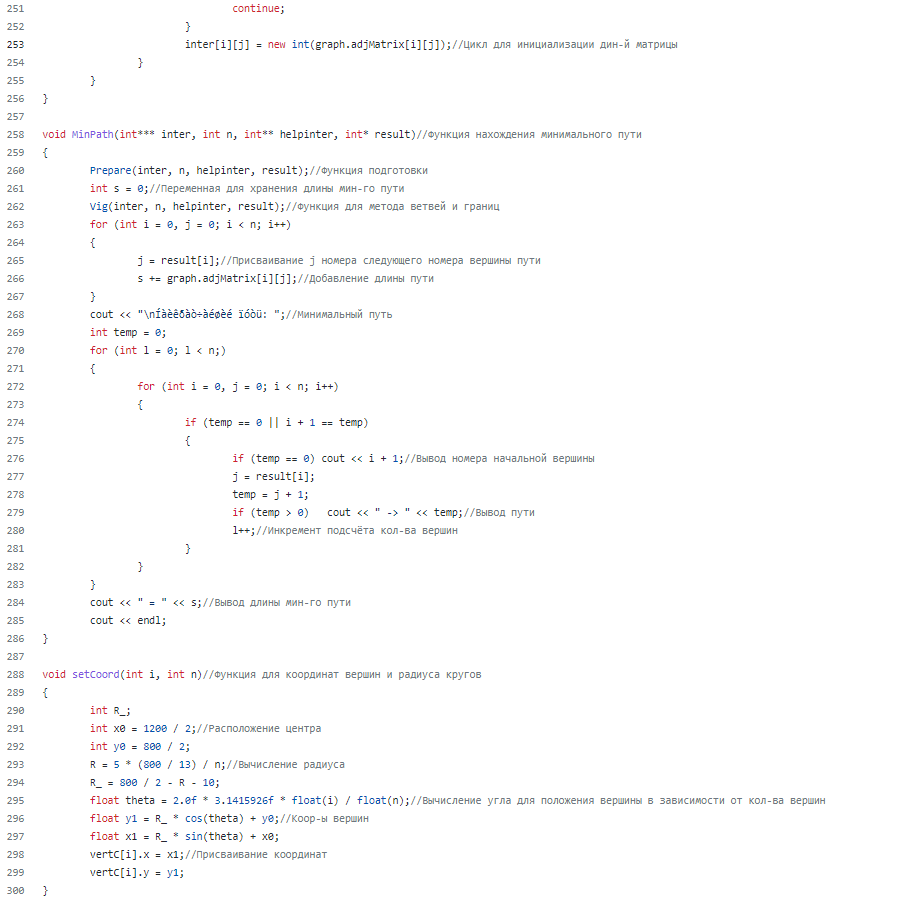 251 continue;
252 }
253 inter[i][j] = new int(graph.adjMatrix[i][j]);//Цикл для инициализации дин-й матрицы
254 }
255 }
256 }
257
258 void MinPath(int*** inter, int n, int** helpinter, int* result)//Функция нахождения минимального пути
259 {
260 Prepare(inter, n, helpinter, result);//Функция подготовки
261 int s = 0;//Переменная для хранения длины мин-го пути
262 Vig(inter, n, helpinter, result);//Функция для метода ветвей и границ
263 for (int i = 0, j = 0; i < n; i++)
264 {
265 j = result[i];//Присваивание j номера следующего номера вершины пути
266 s += graph.adjMatrix[i][j];//Добавление длины пути
267 }
268 cout << "\nÍàèêðàò÷àéøèé ïóòü: ";//Минимальный путь
269 int temp = 0;
270 for (int l = 0; l < n;)
271 {
272 for (int i = 0, j = 0; i < n; i++)
273 {
274 if (temp == 0 || i + 1 == temp)
275 {
276 if (temp == 0) cout << i + 1;//Вывод номера начальной вершины
277 j = result[i];
278 temp = j + 1;
279 if (temp > 0) cout << " -> " << temp;//Вывод пути
280 l++;//Инкремент подсчёта кол-ва вершин
281 }
282 }
283 }
284 cout << " = " << s;//Вывод длины мин-го пути
285 cout << endl;
286 }
287
288 void setCoord(int i, int n)//Функция для координат вершин и радиуса кругов
289 {
290 int R_;
291 int x0 = 1200 / 2;//Расположение центра
292 int y0 = 800 / 2;
293 R = 5 * (800 / 13) / n;//Вычисление радиуса
294 R_ = 800 / 2 - R - 10;
295 float theta = 2.0f * 3.1415926f * float(i) / float(n);//Вычисление угла для положения вершины в зависимости от кол-ва вершин
296 float y1 = R_ * cos(theta) + y0;//Коор-ы вершин
297 float x1 = R_ * sin(theta) + x0;
298 vertC[i].x = x1;//Присваивание координат
299 vertC[i].y = y1;
300 }